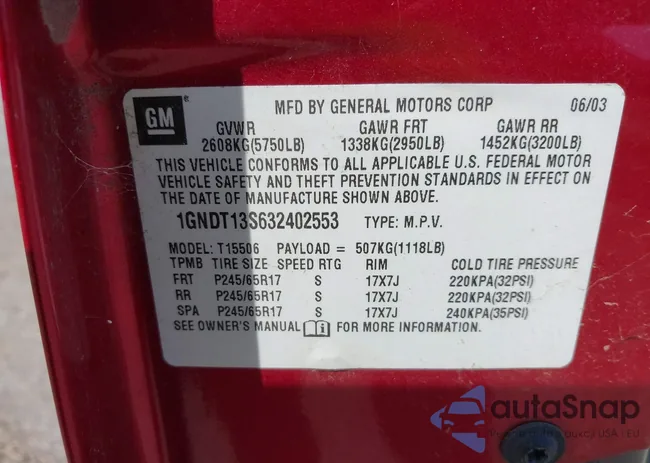 MFD BY GENERAL MOTORS CORP 06/03
GM
GVWR GAWR FRT GAWR RR
2608KG(5750LB) 1338KG(2950LB) 1452KG(3200LB)
THIS VEHICLE CONFORMS TO ALL APPLICABLE U.S. FEDERAL MOTOR
VEHICLE SAFETY AND THEFT PREVENTION STANDARDS IN EFFECT ON
THE DATE OF MANUFACTURE SHOWN ABOVE.
1GNDT13S632402553 TYPE: M.P.V.
MODEL: T15506 PAYLOAD = 507KG(1118LB)
TPMB TIRE SIZE SPEED RTG RIM COLD TIRE PRESSURE
FRT P245/65R17 S 17X7J 220KPA(32PSI)
RR P245/65R17 S 17X7J 220KPA(32PSI)
SPA P245/65R17 S 17X7J 240KPA(35PSI)
SEE OWNER'S MANUAL i FOR MORE INFORMATION.
autoSnap
USA EU